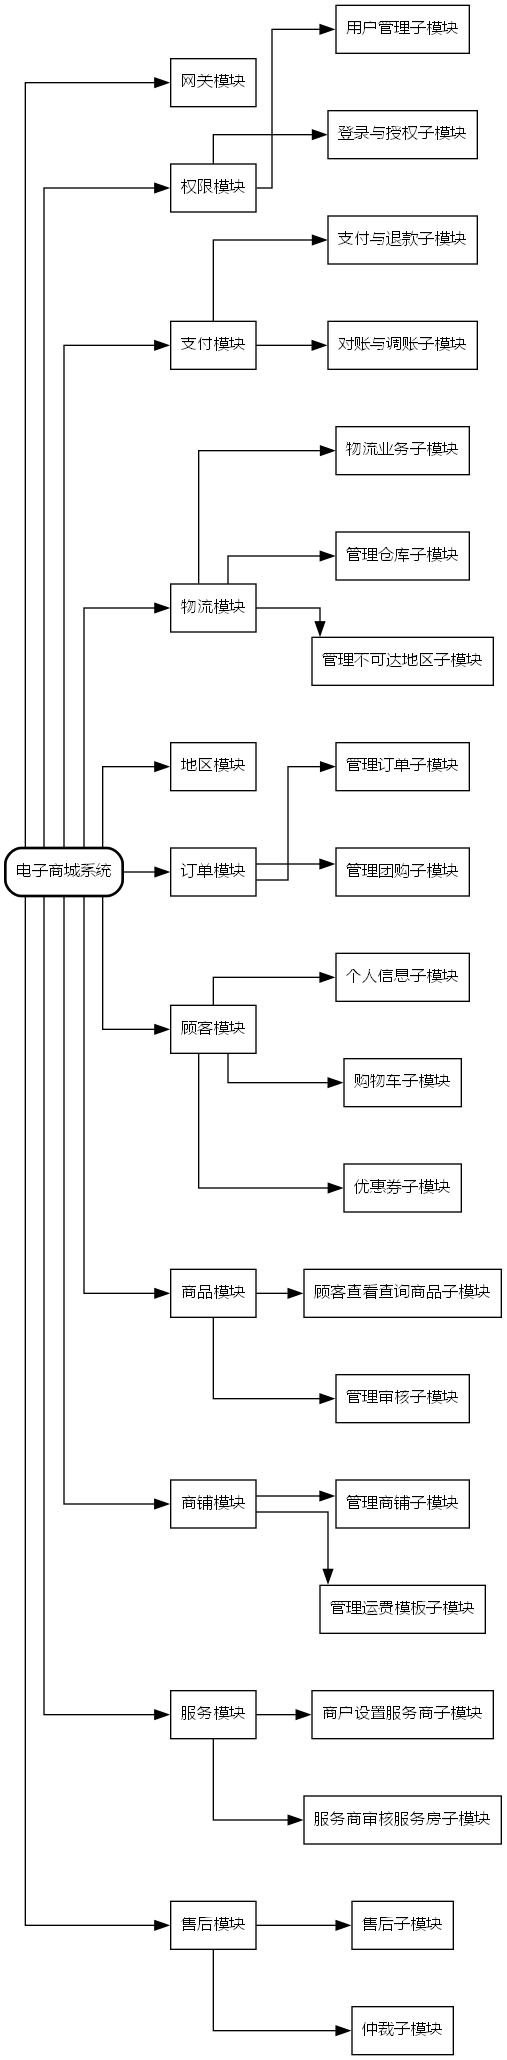 用户管理子模块
网关模块
登录与授权子模块
权限模块
支付与退款子模块
支付模块
对账与调账子模块
物流业务子模块
管理仓库子模块
物流模块
管理不可达地区子模块
地区模块
管理订单子模块
电子商城系统
订单模块
管理团购子模块
个人信息子模块
顾客模块
购物车子模块
优惠券子模块
商品模块
顾客查看查询商品子模块
管理审核子模块
商铺模块
管理商铺子模块
管理运费模板子模块
服务模块
商户设置服务商子模块
服务商审核服务房子模块
售后模块
售后子模块
仲裁子模块